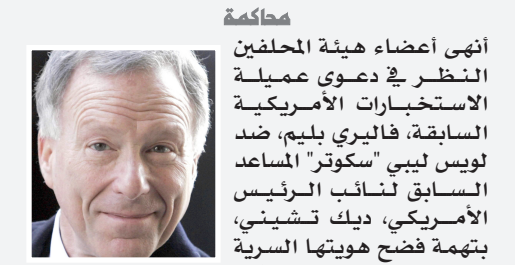 محاكمة
أنهى أعضاء هيئة المحلفين
النظر في دعوى عميلة
الاستخبارات الأمريكية
السابقة، فاليري بليم، ضد
لويس ليبي "سكوتر" المساعد
السابق لنائب الرئيس
الأمريكي، ديك تشيني،
بتهمة فضح هويتها السرية